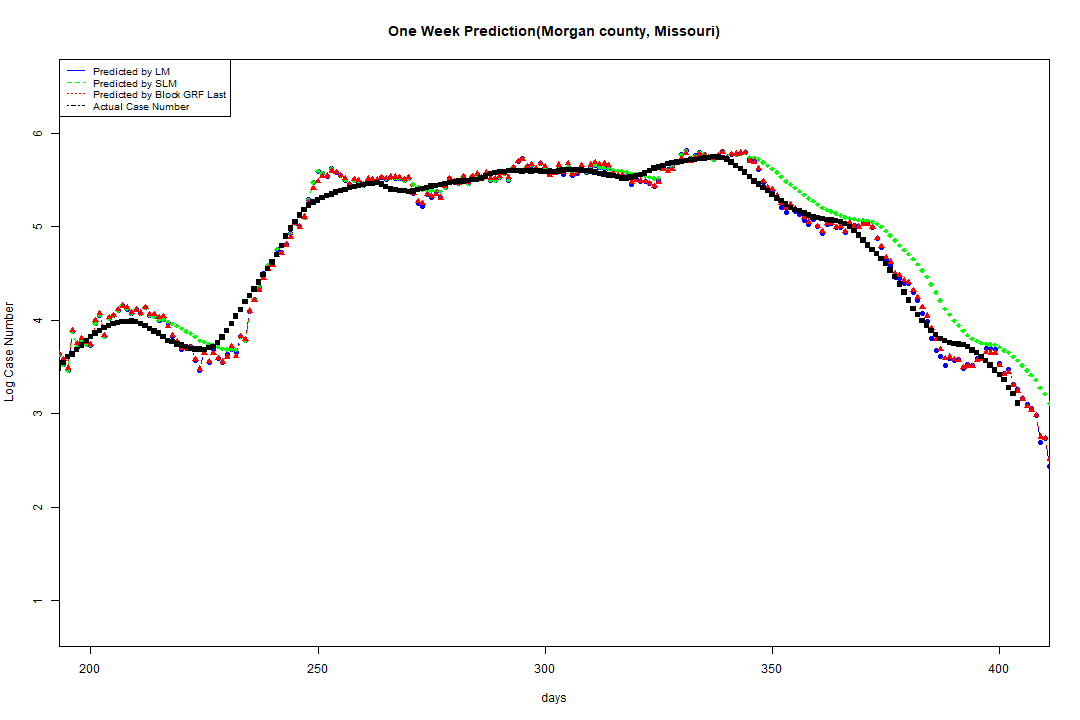 One Week Prediction(Morgan county, Missouri)
Predicted by LM
Predicted by SLM
Predicted by Block GRF Last
Actual Case Number
Log Case Number
6
5
4
3
2
1
200 250 300 350 400
days